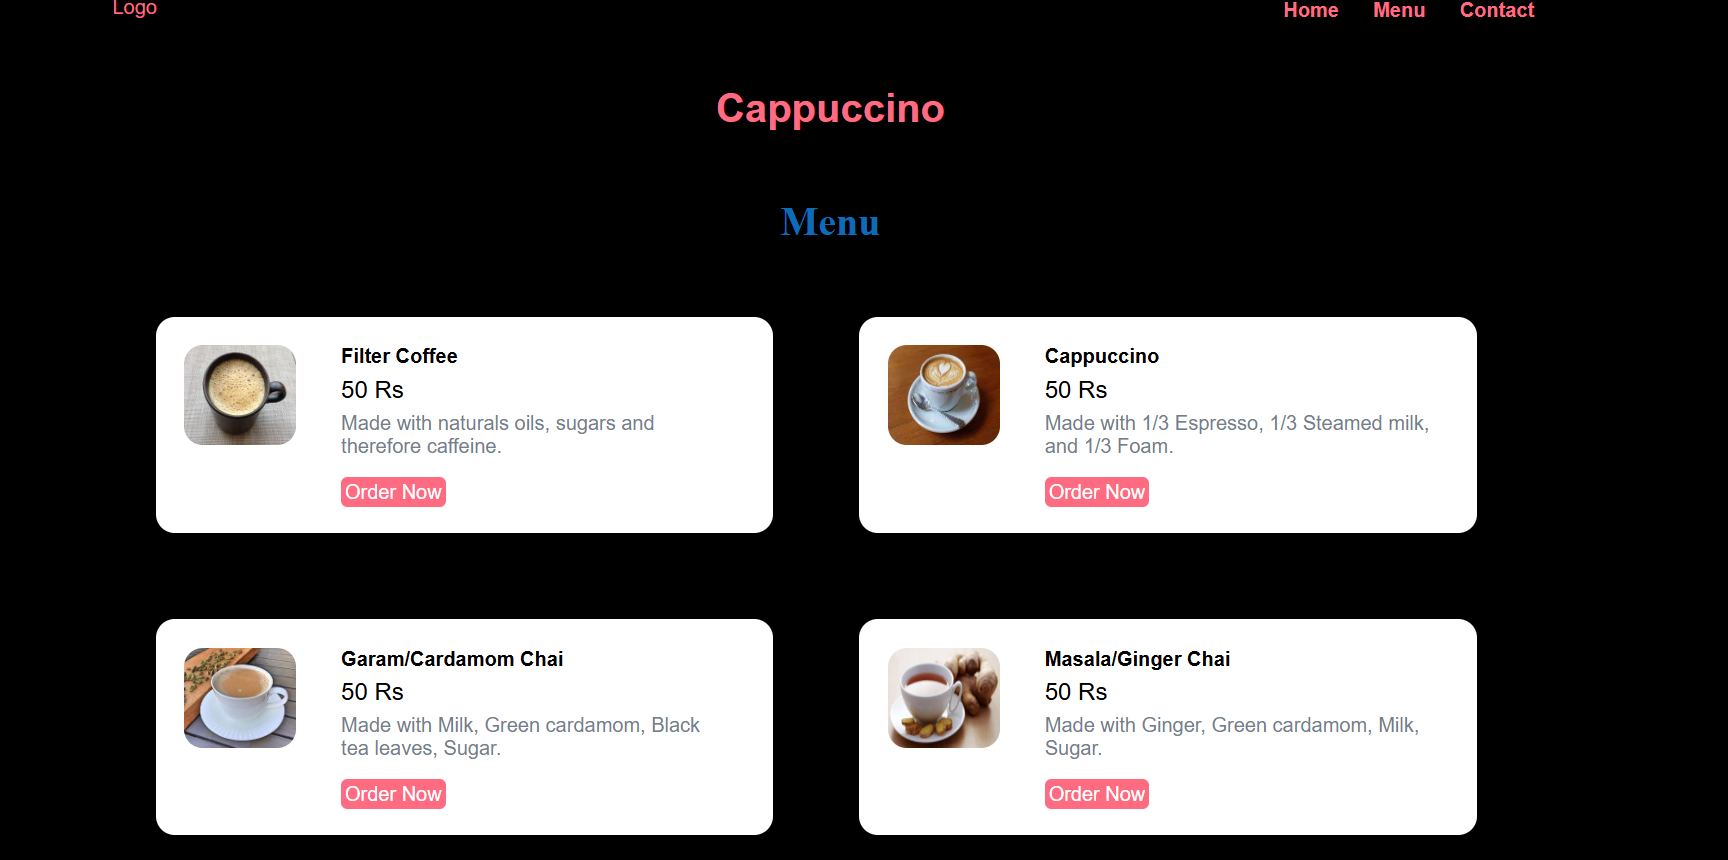 Logo
Home Menu Contact
Cappuccino
Menu
Filter Coffee
50 Rs
Made with naturals oils, sugars and
therefore caffeine.
Order Now
Cappuccino
50 Rs
Made with 1/3 Espresso, 1/3 Steamed milk,
and 1/3 Foam.
Order Now
Garam/Cardamom Chai
50 Rs
Made with Milk, Green cardamom, Black
tea leaves, Sugar.
Order Now
Masala/Ginger Chai
50 Rs
Made with Ginger, Green cardamom, Milk,
Sugar.
Order Now